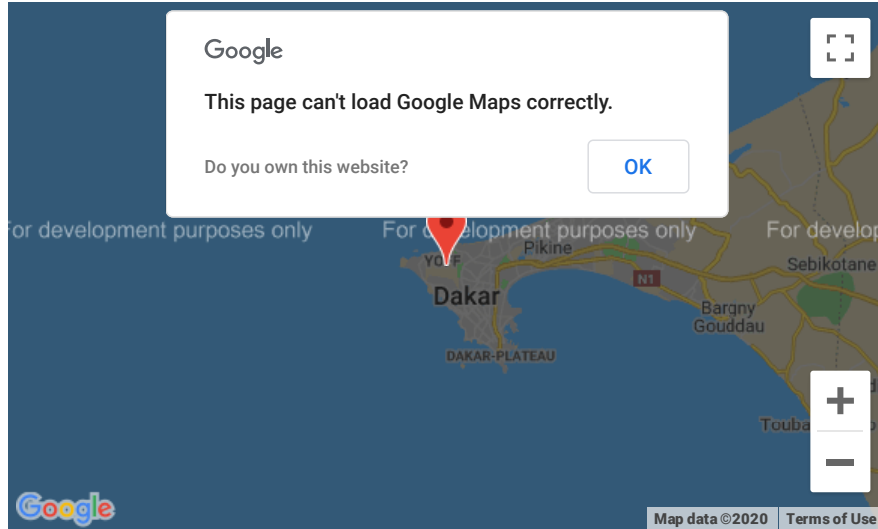 Google
This page can't load Google Maps correctly.
Do you own this website?
OK
For development purposes only
For development purposes only
For develop
YOFF
Pikine
Sebikotane
N1
Dakar
Bargny
Gouddau
DAKAR-PLATEAU
Touba
Google
Map data ©2020
Terms of Use